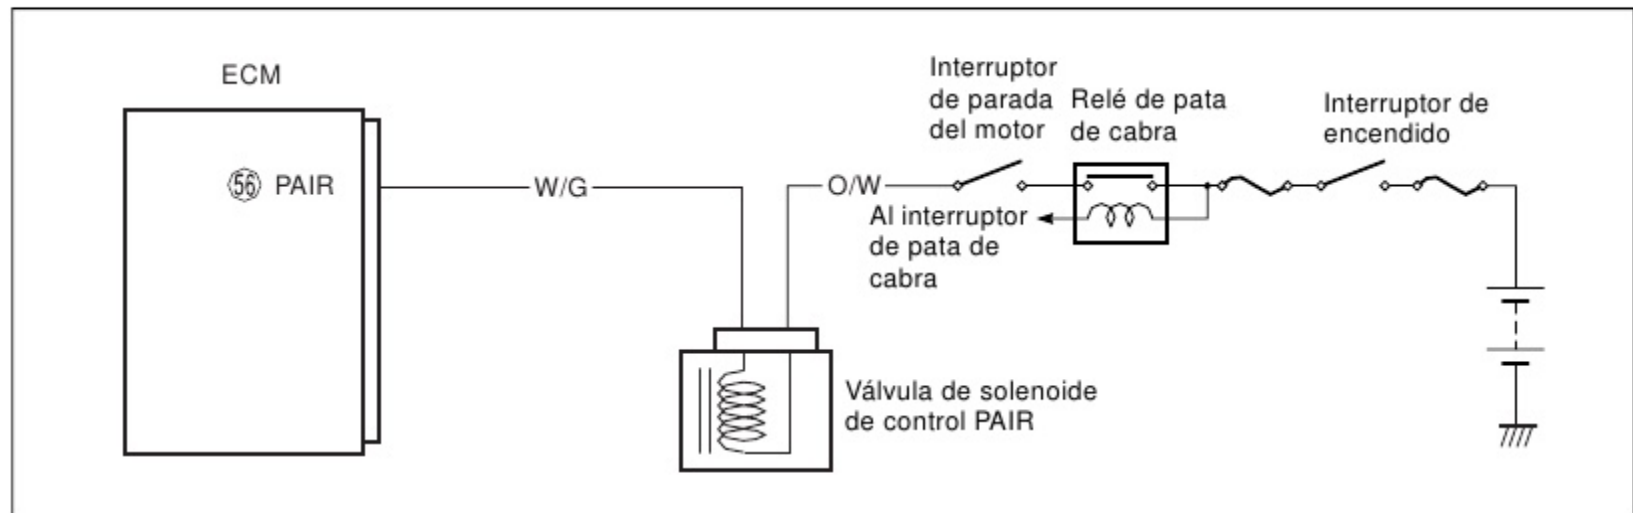 ECM
56 PAIR
W/G
O/W
Interruptor
de parada
del motor
Relé de pata
de cabra
Interruptor de
encendido
Al interruptor
de pata de
cabra
Válvula de solenoide
de control PAIR